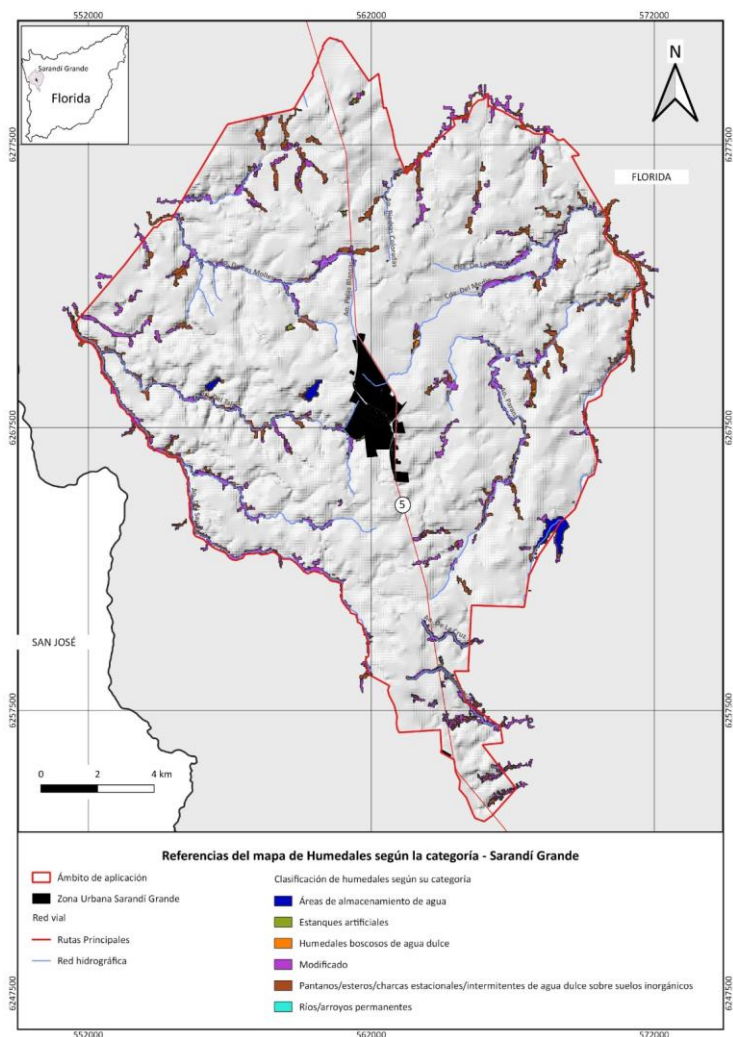 552000
562000
572000
Sarandí Grande
Florida
N
6277500
6277500
FLORIDA
6267500
6267500
5
SAN JOSÉ
6257500
6257500
0 2 4 km
Referencias del mapa de Humedales según la categoría - Sarandí Grande
Ámbito de aplicación
Zona Urbana Sarandí Grande
Red vial
Rutas Principales
Red hidrográfica
Clasificación de humedales según su categoría
Áreas de almacenamiento de agua
Estanques artificiales
Humedales boscosos de agua dulce
Modificado
Pantanos/esteros/charcas estacionales/intermitentes de agua dulce sobre suelos inorgánicos
Ríos/arroyos permanentes
6247500
6247500
552000
562000
572000